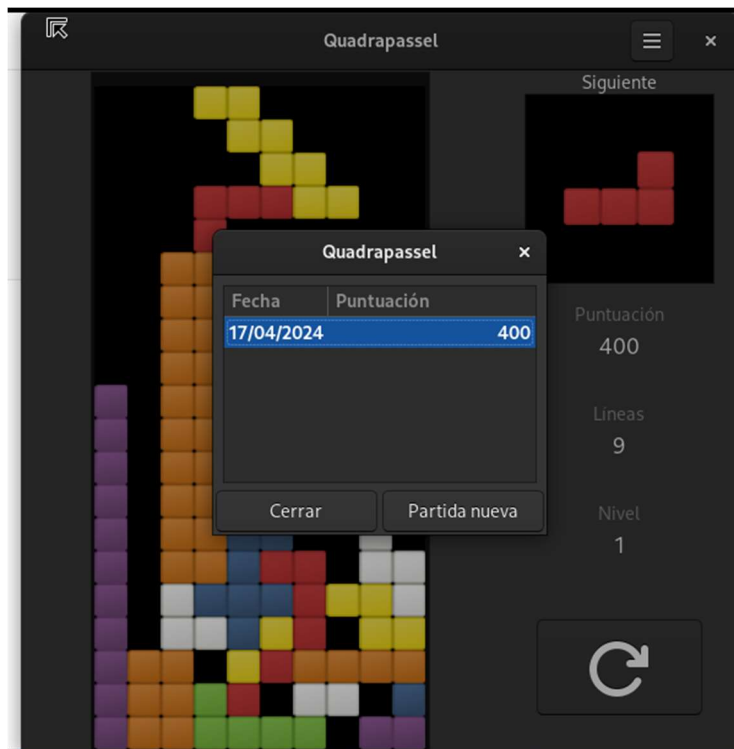 Quadrapassel
Siguiente
Quadrapassel
Fecha Puntuación
17/04/2024 400
Cerrar Partida nueva
Puntuación
400
Líneas
9
Nivel
1